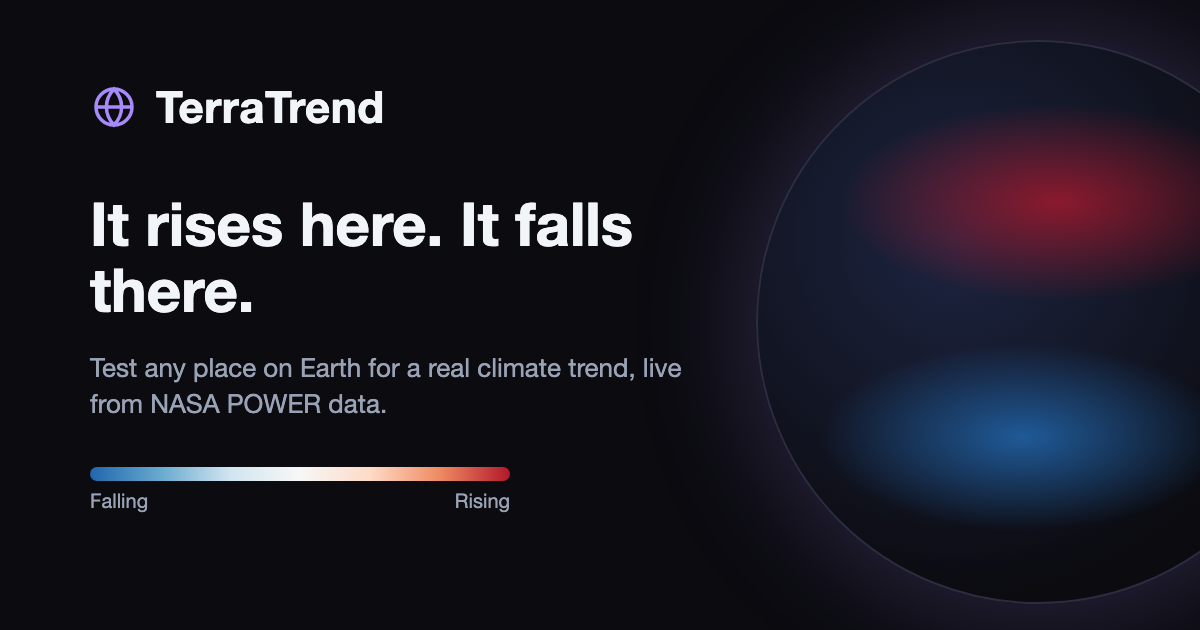 TerraTrend
It rises here. It falls
there.
Test any place on Earth for a real climate trend, live
from NASA POWER data.
Falling
Rising